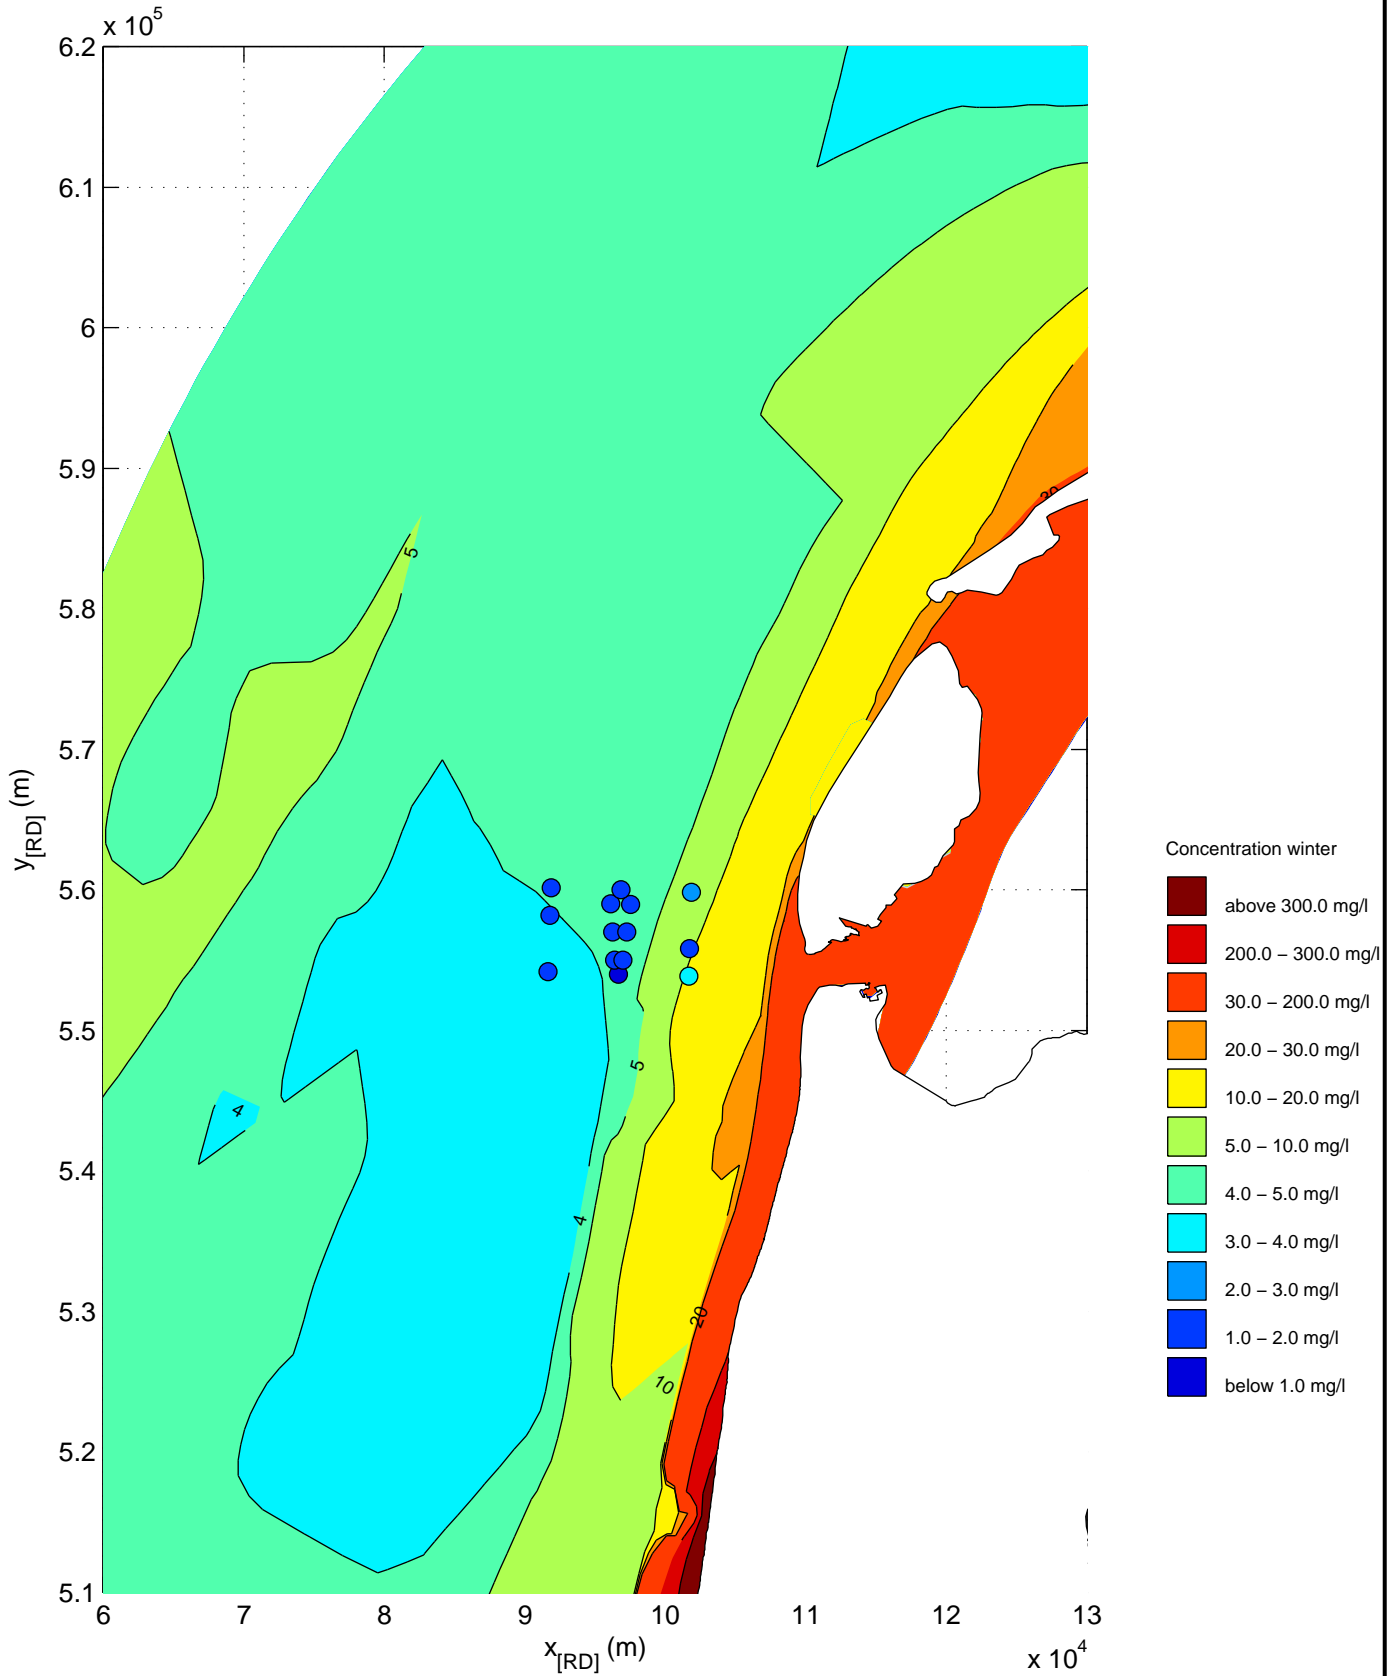 x 10^5
6.2
6.1
6
5.9
5.8
5.7
5.6
5.5
5.4
5.3
5.2
5.1
y[RD] (m)
6 7 8 9 10 11 12 13
x[RD] (m)
x 10^4
5
5
4
4
20
10
Concentration winter
above 300.0 mg/l
200.0 – 300.0 mg/l
30.0 – 200.0 mg/l
20.0 – 30.0 mg/l
10.0 – 20.0 mg/l
5.0 – 10.0 mg/l
4.0 – 5.0 mg/l
3.0 – 4.0 mg/l
2.0 – 3.0 mg/l
1.0 – 2.0 mg/l
below 1.0 mg/l